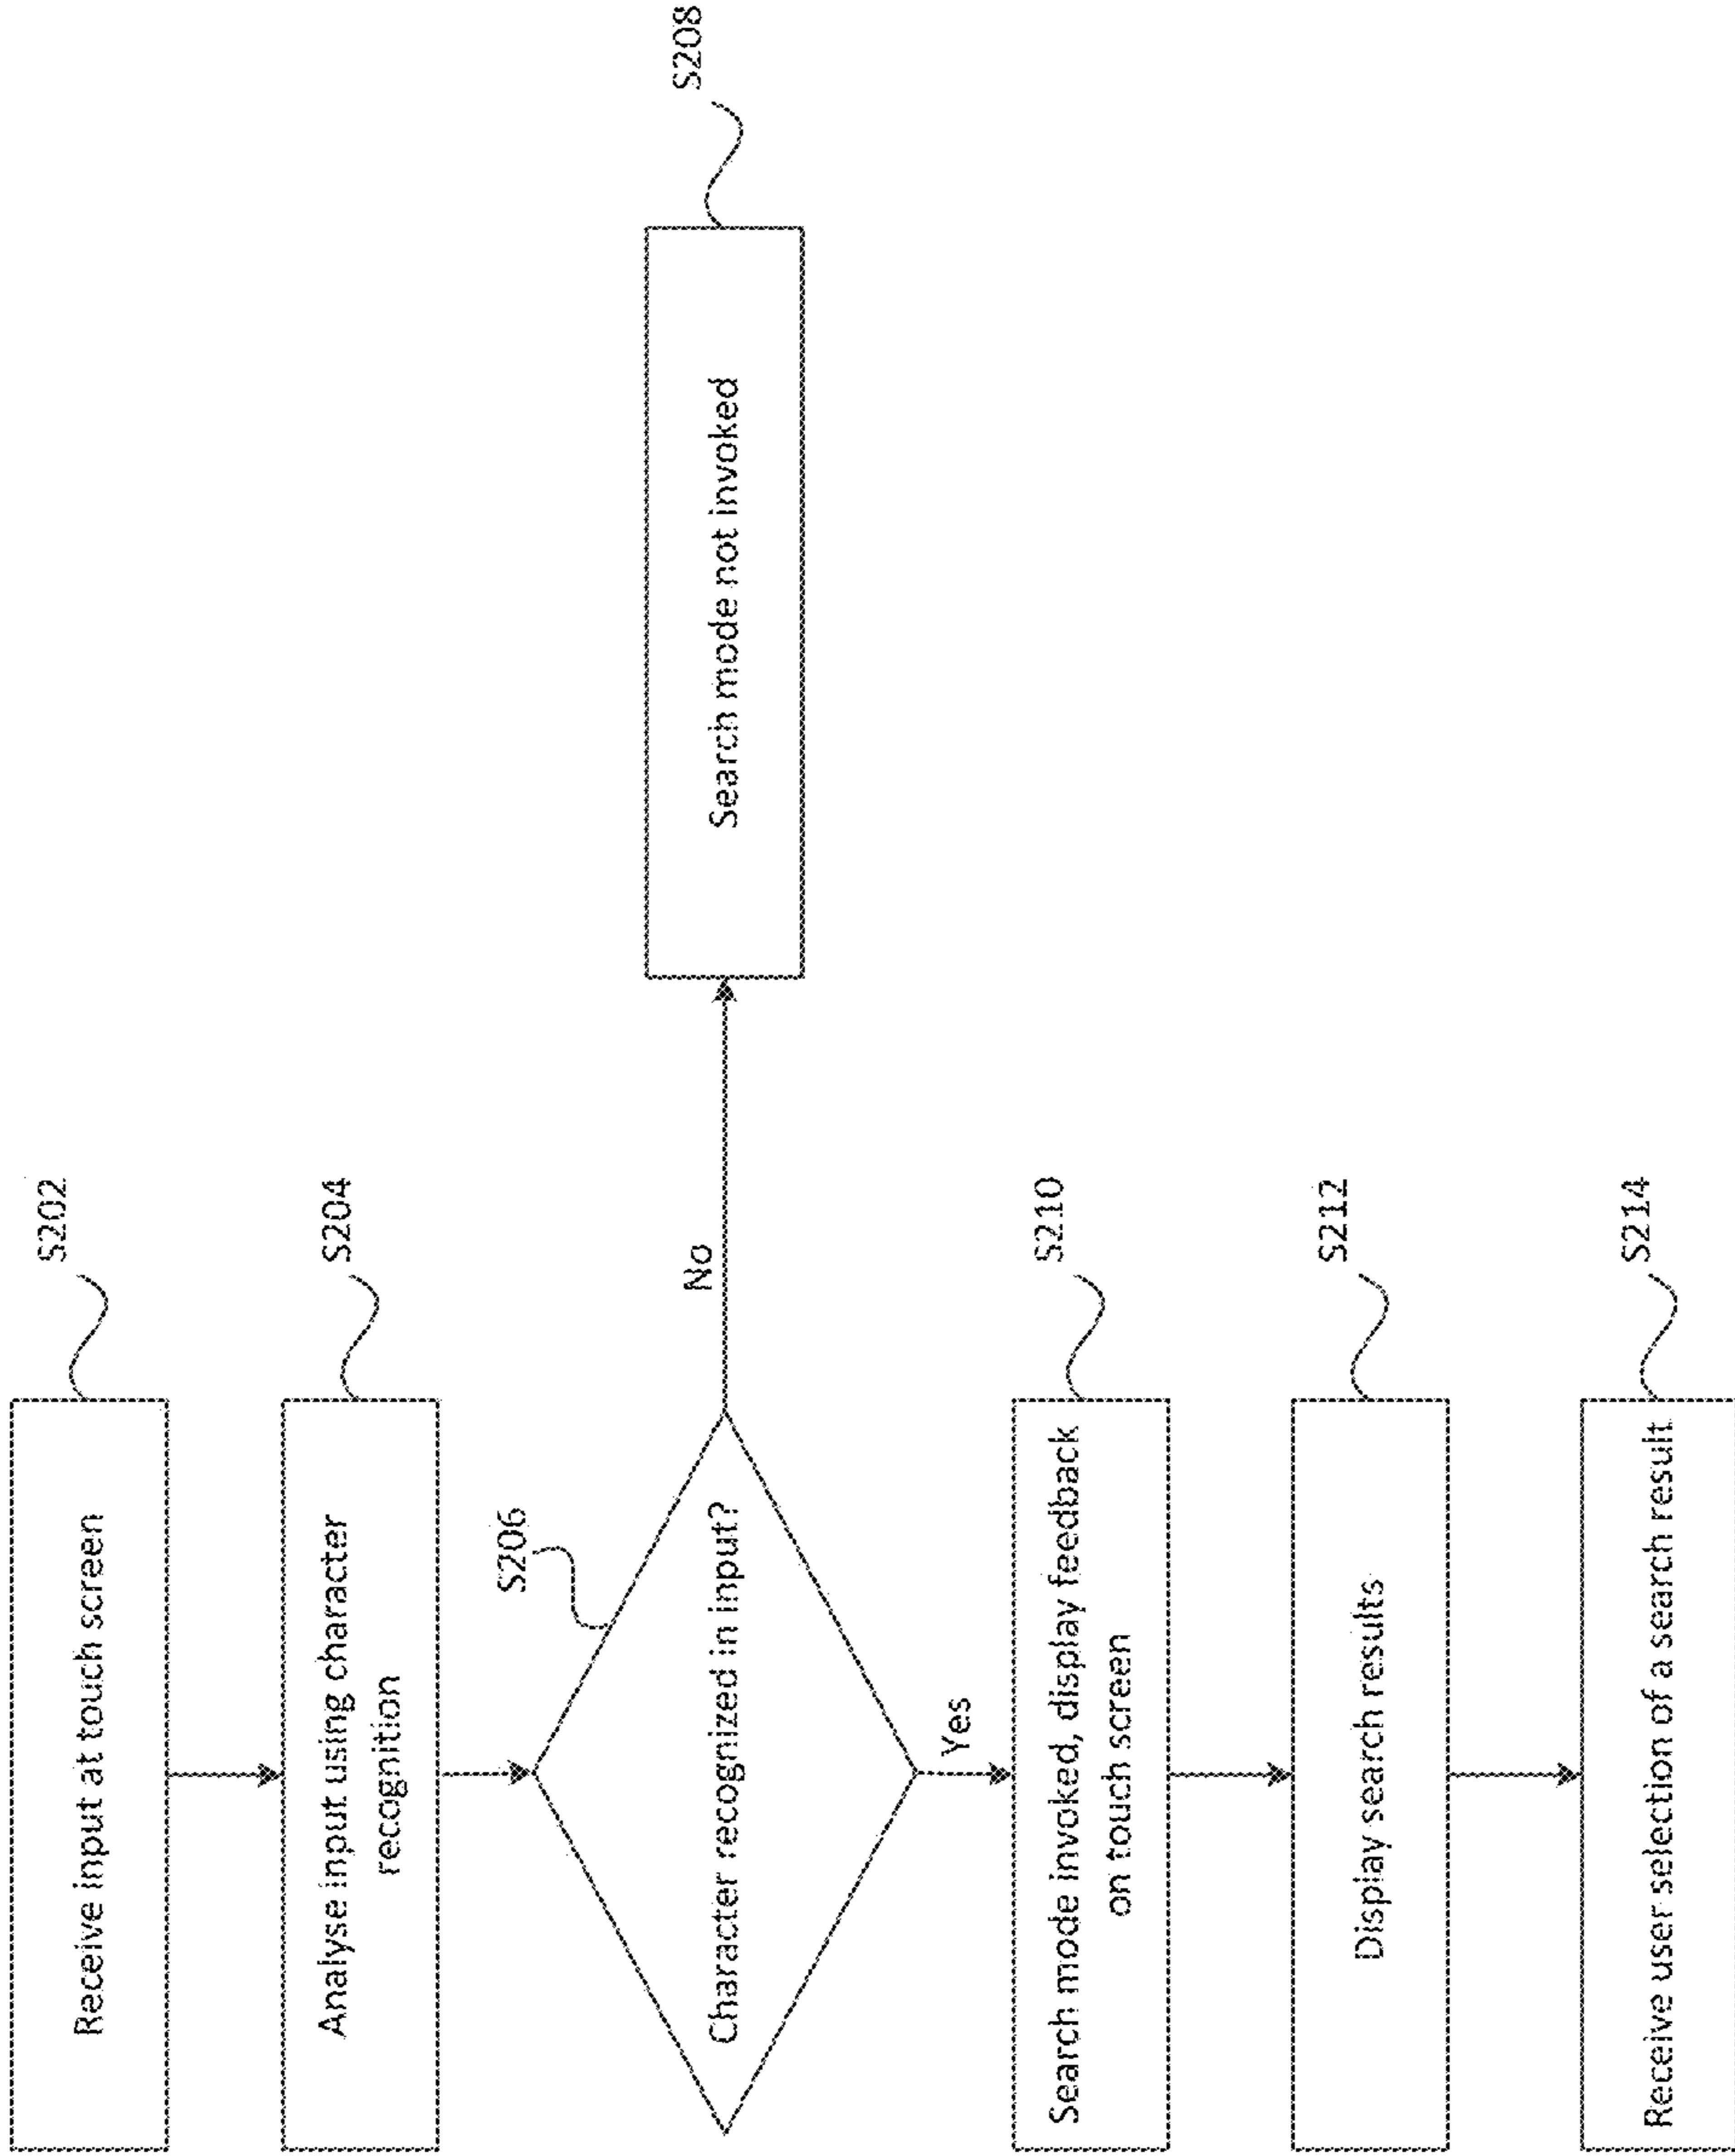 Receive input at touch screen
S202
Analyse input using character
recognition
S204
S206
Character recognized in input?
No
Search mode not invoked
S208
Yes
Search mode invoked, display feedback
on touch screen
S210
Display search results
S212
Receive user selection of a search result
S214